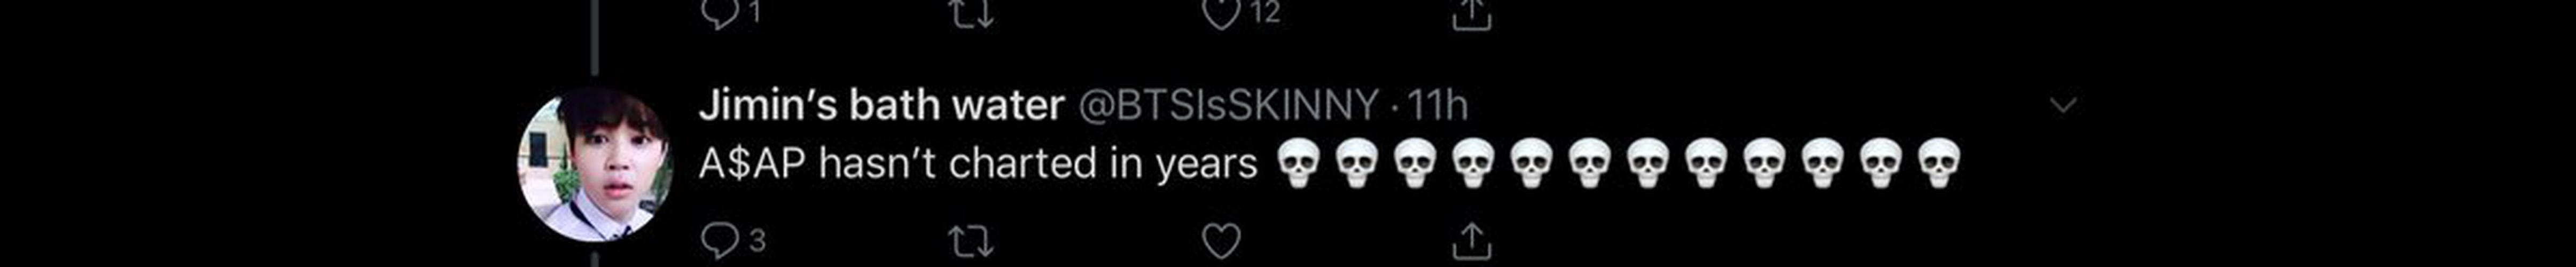 1 12
Jimin’s bath water @BTSIsSKINNY · 11h
A$AP hasn’t charted in years 💀💀💀💀💀💀💀💀💀💀💀💀
3